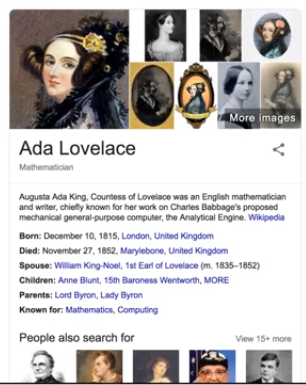 More images
Ada Lovelace
Mathematician
Augusta Ada King, Countess of Lovelace was an English mathematician
and writer, chiefly known for her work on Charles Babbage's proposed
mechanical general-purpose computer, the Analytical Engine. Wikipedia
Born: December 10, 1815, London, United Kingdom
Died: November 27, 1852, Marylebone, United Kingdom
Spouse: William King-Noel, 1st Earl of Lovelace (m. 1835–1852)
Children: Anne Blunt, 15th Baroness Wentworth, MORE
Parents: Lord Byron, Lady Byron
Known for: Mathematics, Computing
People also search for View 15+ more